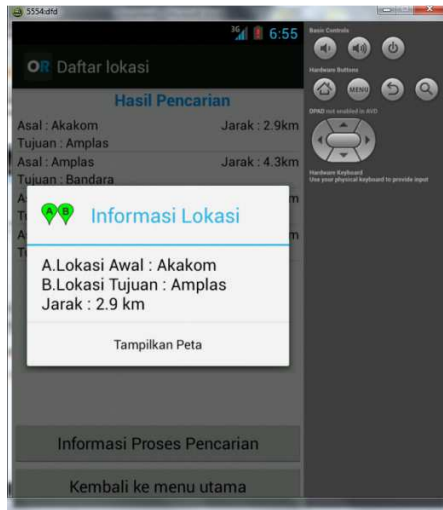 5554:dfd
3G 6:55
OR Daftar lokasi
Hasil Pencarian
Asal : Akakom Jarak : 2.9km
Tujuan : Amplas
Asal : Amplas Jarak : 4.3km
Tujuan : Bandara
A B Informasi Lokasi
A.Lokasi Awal : Akakom
B.Lokasi Tujuan : Amplas
Jarak : 2.9 km
Tampilkan Peta
Informasi Proses Pencarian
Kembali ke menu utama
Basic Controls
Hardware Buttons
MENU
DPAD not enabled in AVD
Hardware Keyboard
Use your physical keyboard to provide input